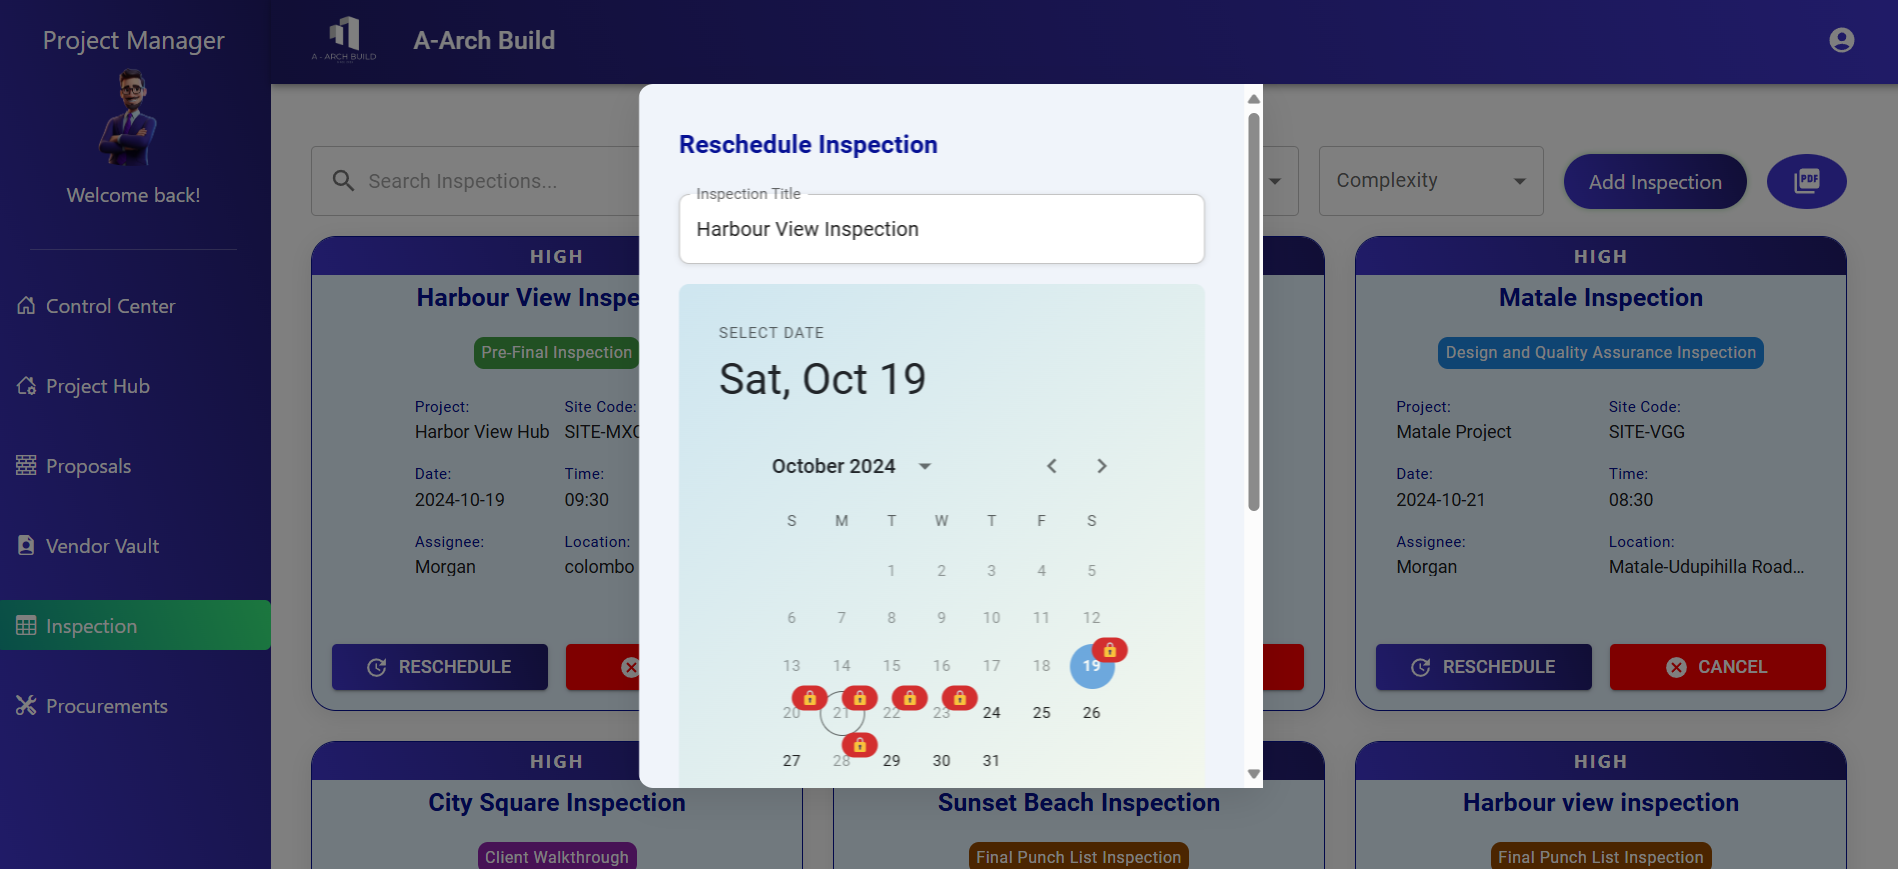 Project Manager
A - ARCH BUILD
A-Arch Build
Welcome back!
Control Center
Project Hub
Proposals
Vendor Vault
Inspection
Procurements
Search Inspections...
Complexity
Add Inspection
PDF
HIGH
Harbour View Inspe
Pre-Final Inspection
Project:
Site Code:
Harbor View Hub
SITE-MXC
Date:
Time:
2024-10-19
09:30
Assignee:
Location:
Morgan
colombo
RESCHEDULE
Reschedule Inspection
Inspection Title
Harbour View Inspection
SELECT DATE
Sat, Oct 19
October 2024
S M T W T F S
1 2 3 4 5
6 7 8 9 10 11 12
13 14 15 16 17 18 19
20 21 22 23 24 25 26
27 28 29 30 31
HIGH
Matale Inspection
Design and Quality Assurance Inspection
Project:
Site Code:
Matale Project
SITE-VGG
Date:
Time:
2024-10-21
08:30
Assignee:
Location:
Morgan
Matale-Udupihilla Road...
RESCHEDULE
CANCEL
HIGH
City Square Inspection
Client Walkthrough
Sunset Beach Inspection
Final Punch List Inspection
HIGH
Harbour view inspection
Final Punch List Inspection